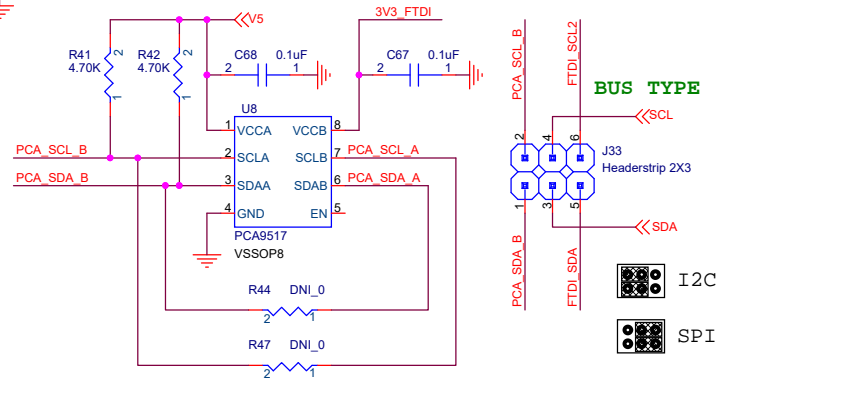 V5
3V3_FTDI
R41
4.70K
2
1
R42
4.70K
2
1
C68
0.1uF
2
1
C67
0.1uF
2
1
U8
1
VCCA
VCCB
8
PCA_SCL_B
2
SCLA
SCLB
7
PCA_SCL_A
PCA_SDA_B
3
SDAA
SDAB
6
PCA_SDA_A
4
GND
EN
5
PCA9517
VSSOP8
R44
DNI_0
2
1
R47
DNI_0
2
1
PCA_SCL_B
FTDI_SCL2
BUS TYPE
SCL
2
4
6
J33
Headerstrip 2X3
1
3
5
SDA
PCA_SDA_B
FTDI_SDA
I2C
SPI